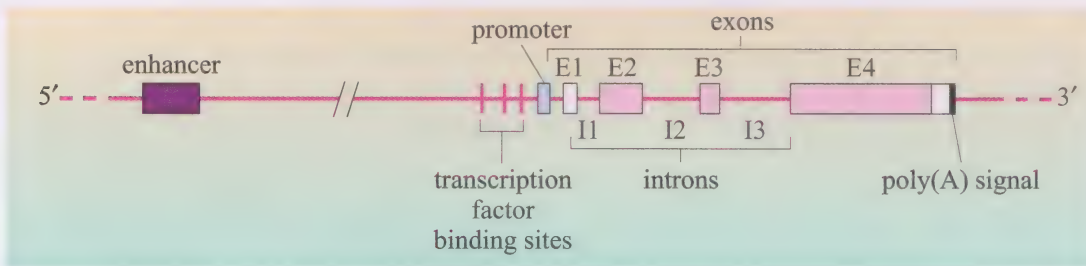 promoter
exons
enhancer
E1 E2 E3 E4
5′ 3′
I1 I2 I3
transcription
factor
binding sites
introns
poly(A) signal